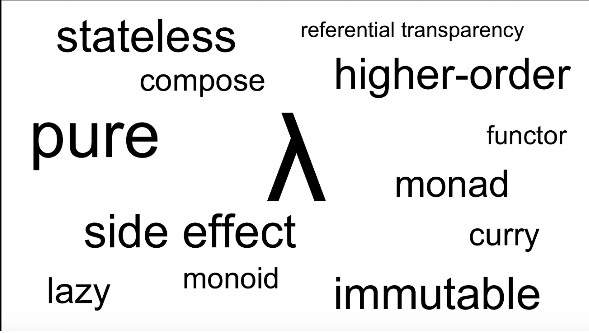 stateless
referential transparency
compose
higher-order
pure
λ
functor
monad
side effect
curry
lazy
monoid
immutable